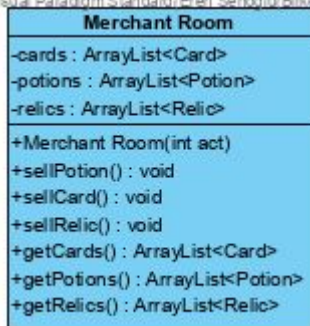 Merchant Room
-cards : ArrayList<Card>
-potions : ArrayList<Potion>
-relics : ArrayList<Relic>
+Merchant Room(int act)
+sellPotion() : void
+sellCard() : void
+sellRelic() : void
+getCards() : ArrayList<Card>
+getPotions() : ArrayList<Potion>
+getRelics() : ArrayList<Relic>